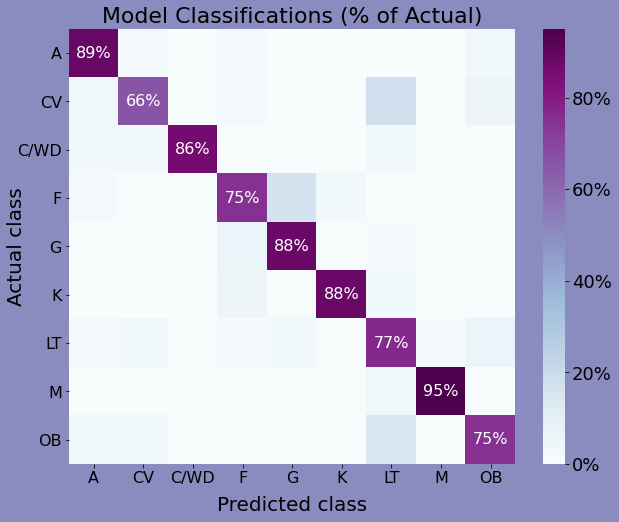 Model Classifications (% of Actual)
A 89%
CV 66% 80%
C/WD 86%
F 75% 60%
Actual class
G 88% 40%
K 88%
LT 77% 20%
M 95%
OB 75% 0%
A CV C/WD F G K LT M OB
Predicted class